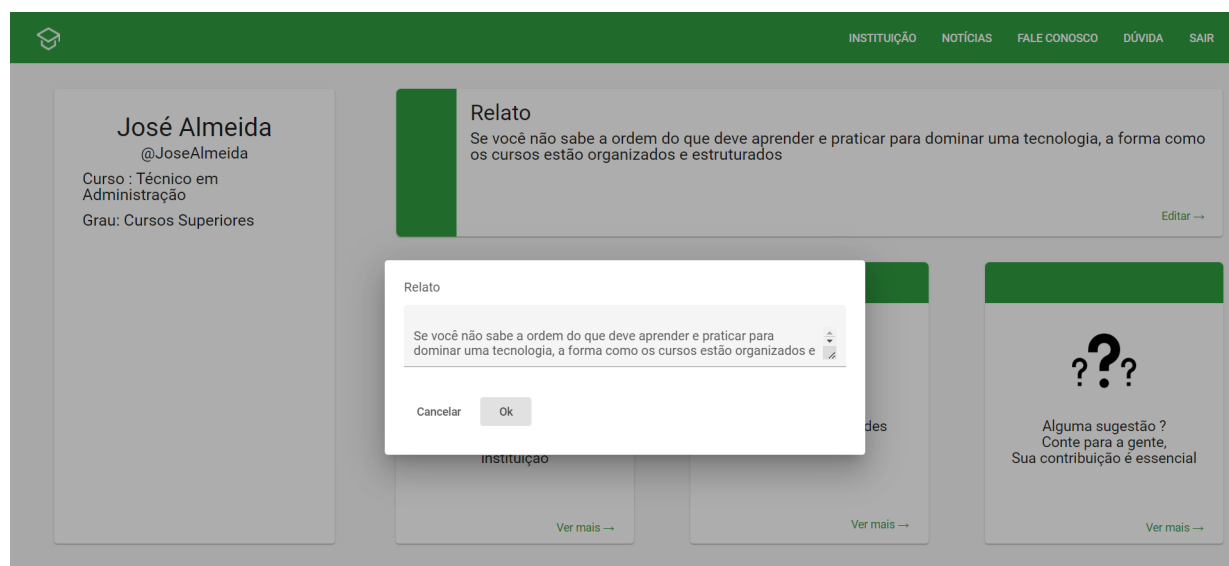 INSTITUIÇÃO NOTÍCIAS FALE CONOSCO DÚVIDA SAIR
José Almeida
@JoseAlmeida
Curso : Técnico em
Administração
Grau: Cursos Superiores
Relato
Se você não sabe a ordem do que deve aprender e praticar para dominar uma tecnologia, a forma como
os cursos estão organizados e estruturados
Editar →
Relato
Se você não sabe a ordem do que deve aprender e praticar para
dominar uma tecnologia, a forma como os cursos estão organizados e
Cancelar Ok
Instituição
Ver mais →
des
Ver mais →
???
Alguma sugestão ?
Conte para a gente,
Sua contribuição é essencial
Ver mais →